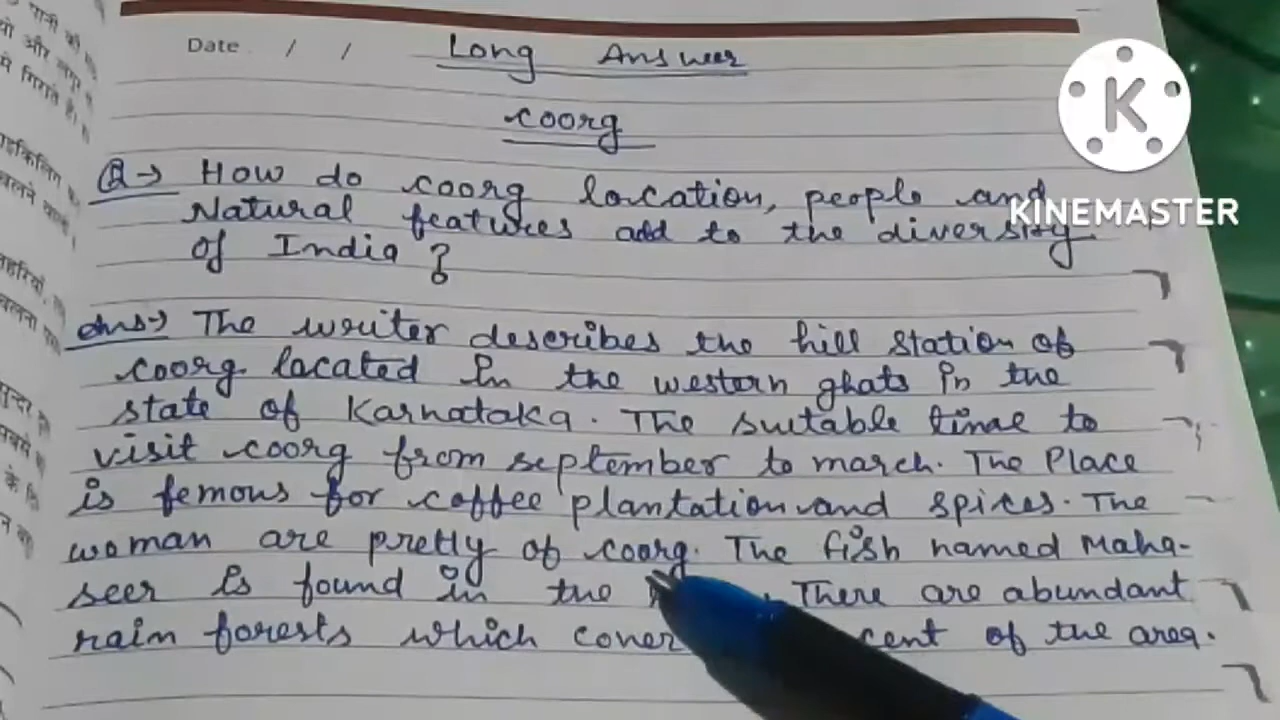 Date / /
Long Answer
coorg
Q→ How do coorg location, people and
Natural features add to the diversity
of India ?
Ans→ The writer describes the hill station of
coorg located in the western ghats in the
state of Karnataka. The suitable time to
visit coorg from september to march. The Place
is femous for coffee plantation and spices. The
woman are pretly of coorg. The fish named Maha-
seer is found in the . There are abundant
rain forests which cover cent of the area.
K
KINEMASTER